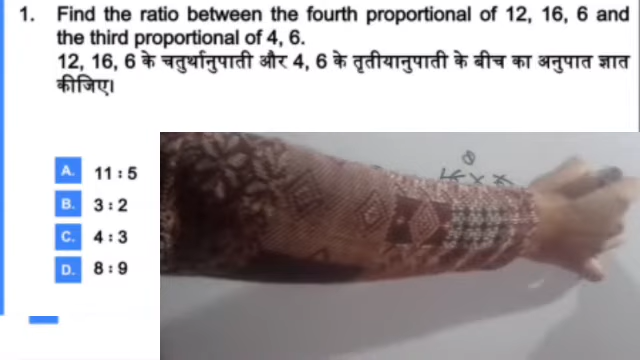 1. Find the ratio between the fourth proportional of 12, 16, 6 and
the third proportional of 4, 6.
12, 16, 6 के चतुर्थानुपाती और 4, 6 के तृतीयानुपाती के बीच का अनुपात ज्ञात
कीजिए।
A. 11 : 5
B. 3 : 2
C. 4 : 3
D. 8 : 9